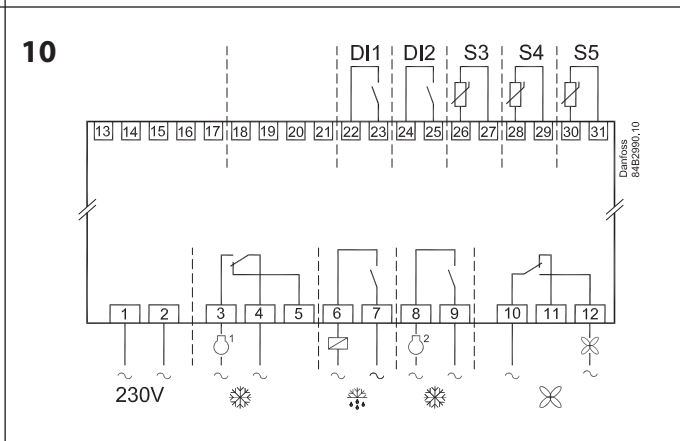 10
DI1 DI2 S3 S4 S5
13 14 15 16 17 18 19 20 21 22 23 24 25 26 27 28 29 30 31
Danfoss
84B2990.10
1 2 3 4 5 6 7 8 9 10 11 12
1 2
230V